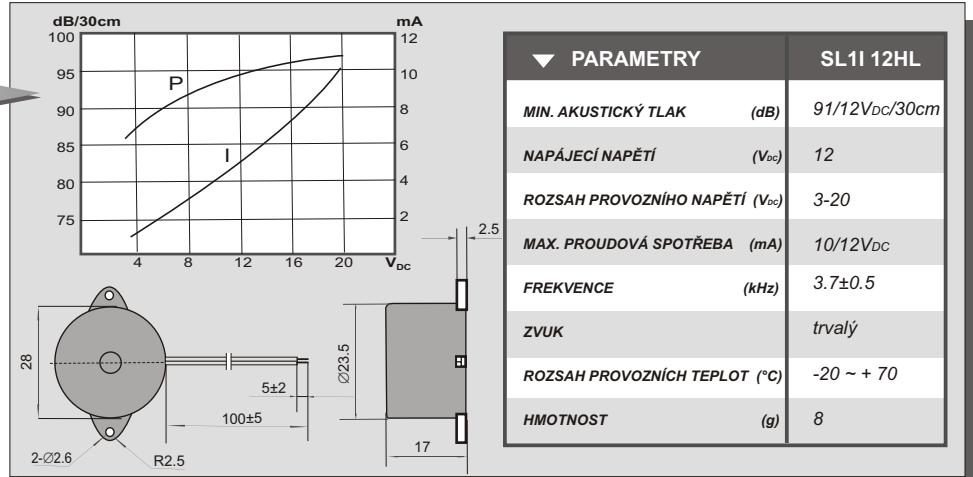 dB/30cm
mA
100
95
90
85
80
75
12
10
8
6
4
2
P
I
4 8 12 16 20 VDC
28
5±2
100±5
2-∅2.6
R2.5
∅23.5
2.5
17
PARAMETRY SL1I 12HL
MIN. AKUSTICKÝ TLAK (dB) 91/12VDC/30cm
NAPÁJECÍ NAPĚTÍ (VDC) 12
ROZSAH PROVOZNÍHO NAPĚTÍ (VDC) 3-20
MAX. PROUDOVÁ SPOTŘEBA (mA) 10/12VDC
FREKVENCE (kHz) 3.7±0.5
ZVUK trvalý
ROZSAH PROVOZNÍCH TEPLOT (°C) -20 ~ + 70
HMOTNOST (g) 8